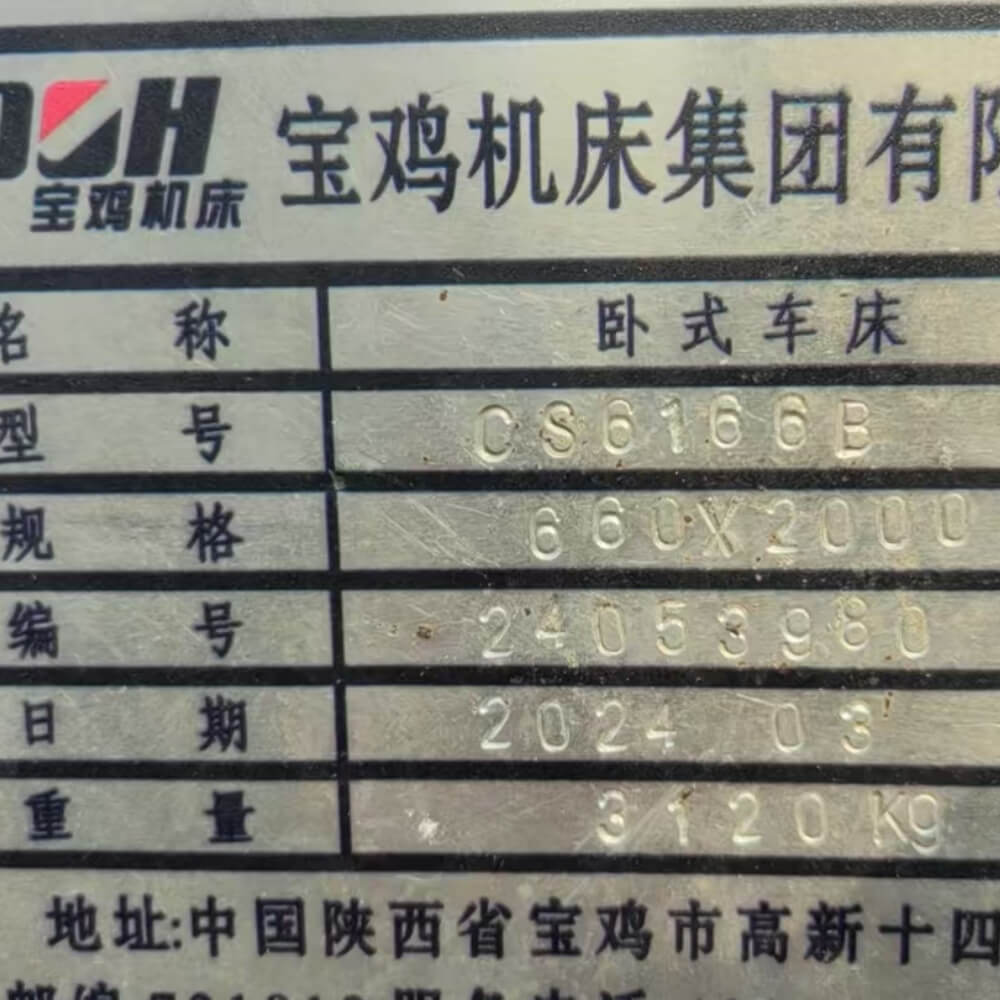 宝鸡机床
宝鸡机床集团有限
名称 卧式车床
型号 CS6166B
规格 660X2000
编号 24053980
日期 2024 03
重量 3120Kg
地址:中国陕西省宝鸡市高新十四